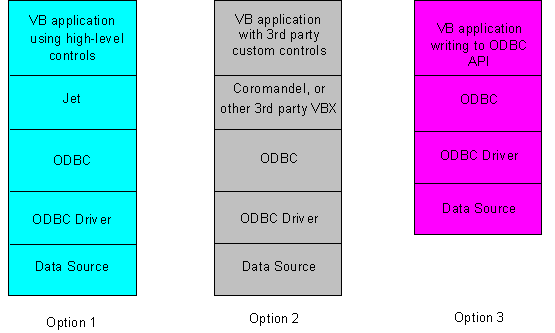 VB application
using high-level
controls
Jet
ODBC
ODBC Driver
Data Source
Option 1
VB application
with 3rd party
custom controls
Coromandel, or
other 3rd party VBX
ODBC
ODBC Driver
Data Source
Option 2
VB application
writing to ODBC
API
ODBC
ODBC Driver
Data Source
Option 3